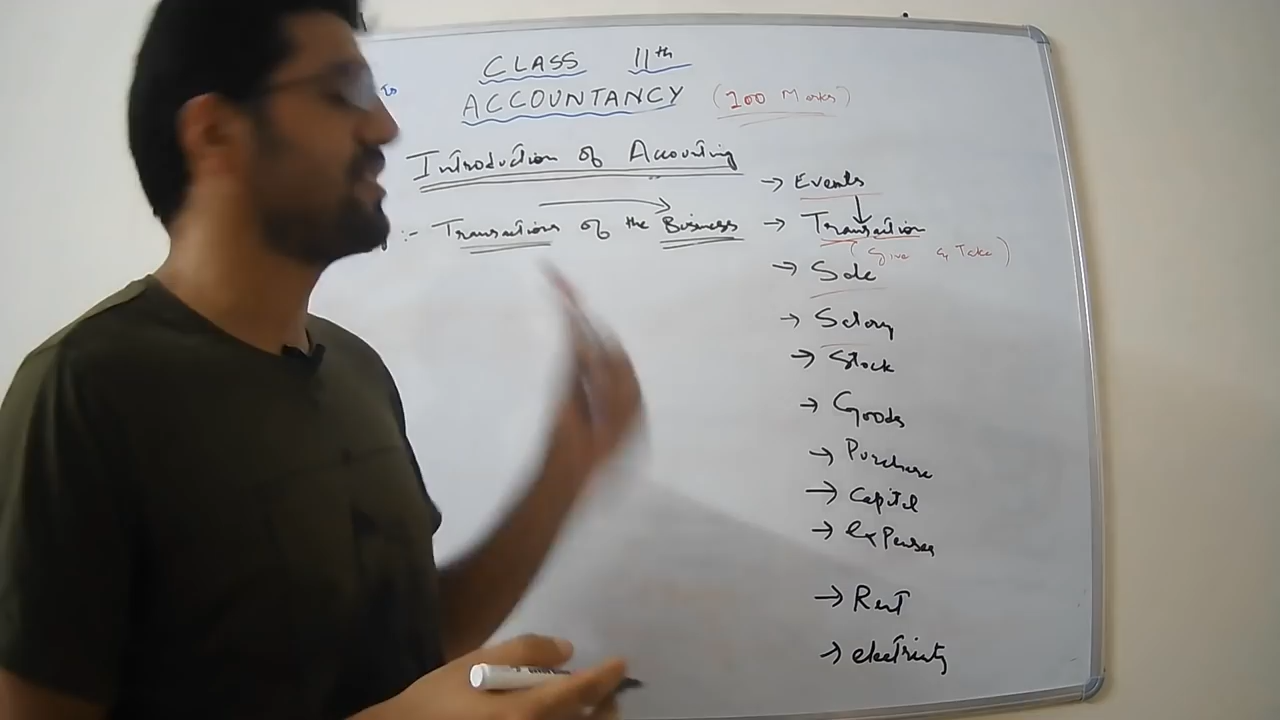 CLASS 11th
ACCOUNTANCY (100 Marks)
Introduction of Accounting
:- Transactions of the Business
→ Events
→ Transaction
(Give & Take)
→ Sale
→ Salary
→ Stock
→ Goods
→ Purchase
→ Capital
→ Expenses
→ Rent
→ electricity